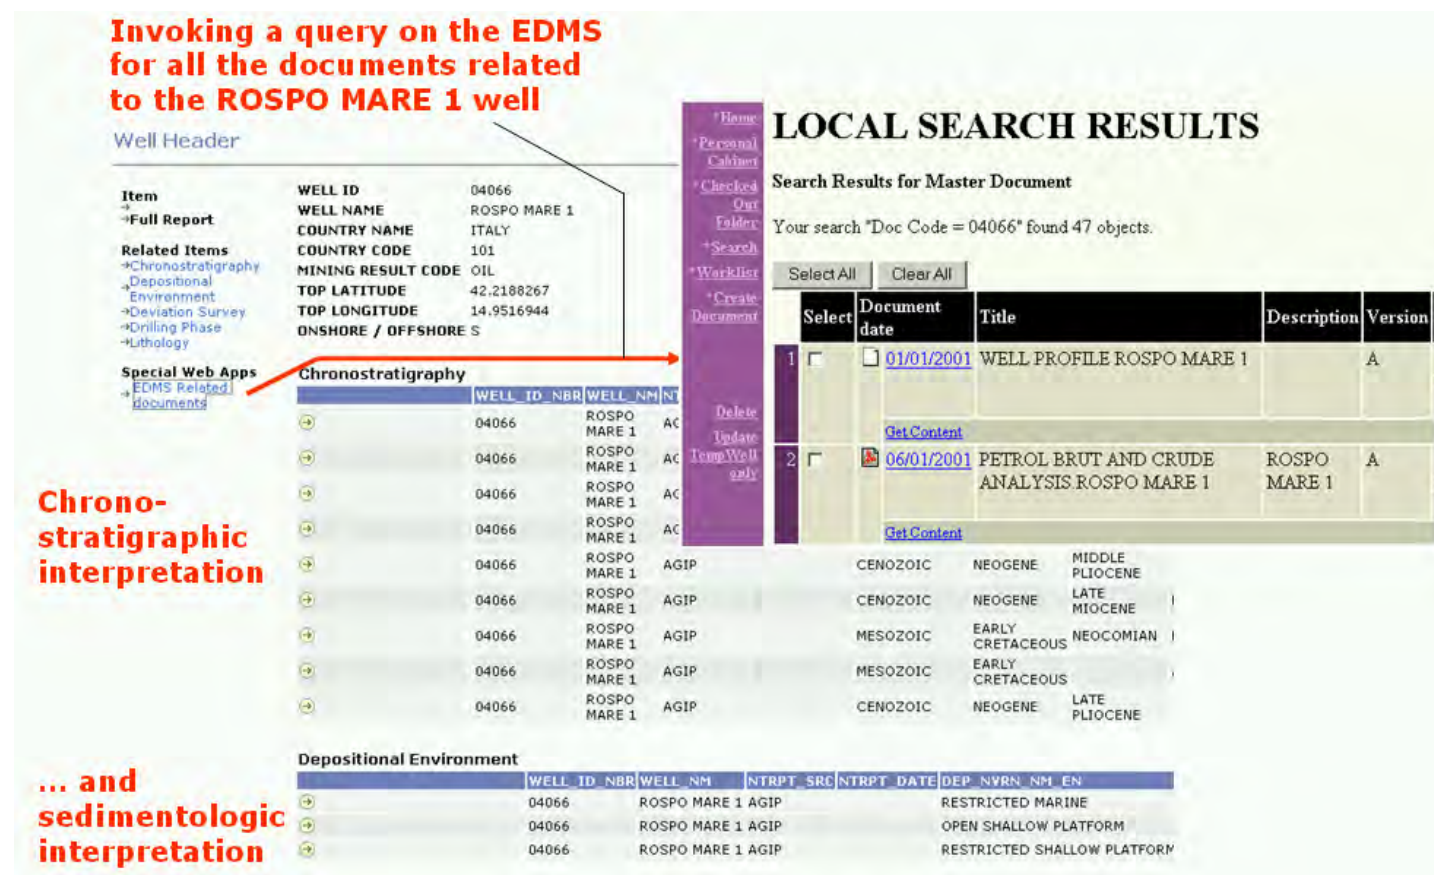 Invoking a query on the EDMS
for all the documents related
to the ROSPO MARE 1 well
Well Header
Item
Full Report
Related Items
Chronostratigraphy
Depositional
Environment
Deviation Survey
Drilling Phase
Lithology
Special Web Apps
EDMS Related
documents
WELL ID 04066
WELL NAME ROSPO MARE 1
COUNTRY NAME ITALY
COUNTRY CODE 101
MINING RESULT CODE OIL
TOP LATITUDE 42.2188267
TOP LONGITUDE 14.9516944
ONSHORE / OFFSHORE S
*Home
*Personal
Cabinet
*Checked
Out
Folder
*Search
*Worklist
*Create
Document
Delete
Update
TempWell
only
LOCAL SEARCH RESULTS
Search Results for Master Document
Your search "Doc Code = 04066" found 47 objects.
Select All Clear All
Select Document date Title Description Version
1 01/01/2001 WELL PROFILE ROSPO MARE 1 A
Get Content
2 06/01/2001 PETROL BRUT AND CRUDE ANALYSIS ROSPO MARE 1 ROSPO MARE 1 A
Get Content
Chrono-
stratigraphic
interpretation
Chronostratigraphy
WELL_ID_NBR WELL_NM
04066 ROSPO MARE 1 AG
04066 ROSPO MARE 1 AG
04066 ROSPO MARE 1 AG
04066 ROSPO MARE 1 AG
04066 ROSPO MARE 1 AGIP CENOZOIC NEOGENE MIDDLE PLIOCENE
04066 ROSPO MARE 1 AGIP CENOZOIC NEOGENE LATE MIOCENE
04066 ROSPO MARE 1 AGIP MESOZOIC EARLY CRETACEOUS NEOCOMIAN
04066 ROSPO MARE 1 AGIP MESOZOIC EARLY CRETACEOUS
04066 ROSPO MARE 1 AGIP CENOZOIC NEOGENE LATE PLIOCENE
... and
sedimentologic
interpretation
Depositional Environment
WELL_ID_NBR WELL_NM NTRPT_SRC NTRPT_DATE DEP_NVRN_NM_EN
04066 ROSPO MARE 1 AGIP RESTRICTED MARINE
04066 ROSPO MARE 1 AGIP OPEN SHALLOW PLATFORM
04066 ROSPO MARE 1 AGIP RESTRICTED SHALLOW PLATFORM